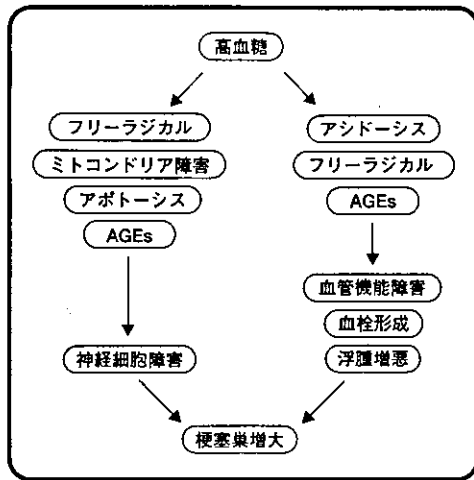 高血糖
フリーラジカル
ミトコンドリア障害
アポトーシス
AGEs
神経細胞障害
アシドーシス
フリーラジカル
AGEs
血管機能障害
血栓形成
浮腫増悪
梗塞巣増大